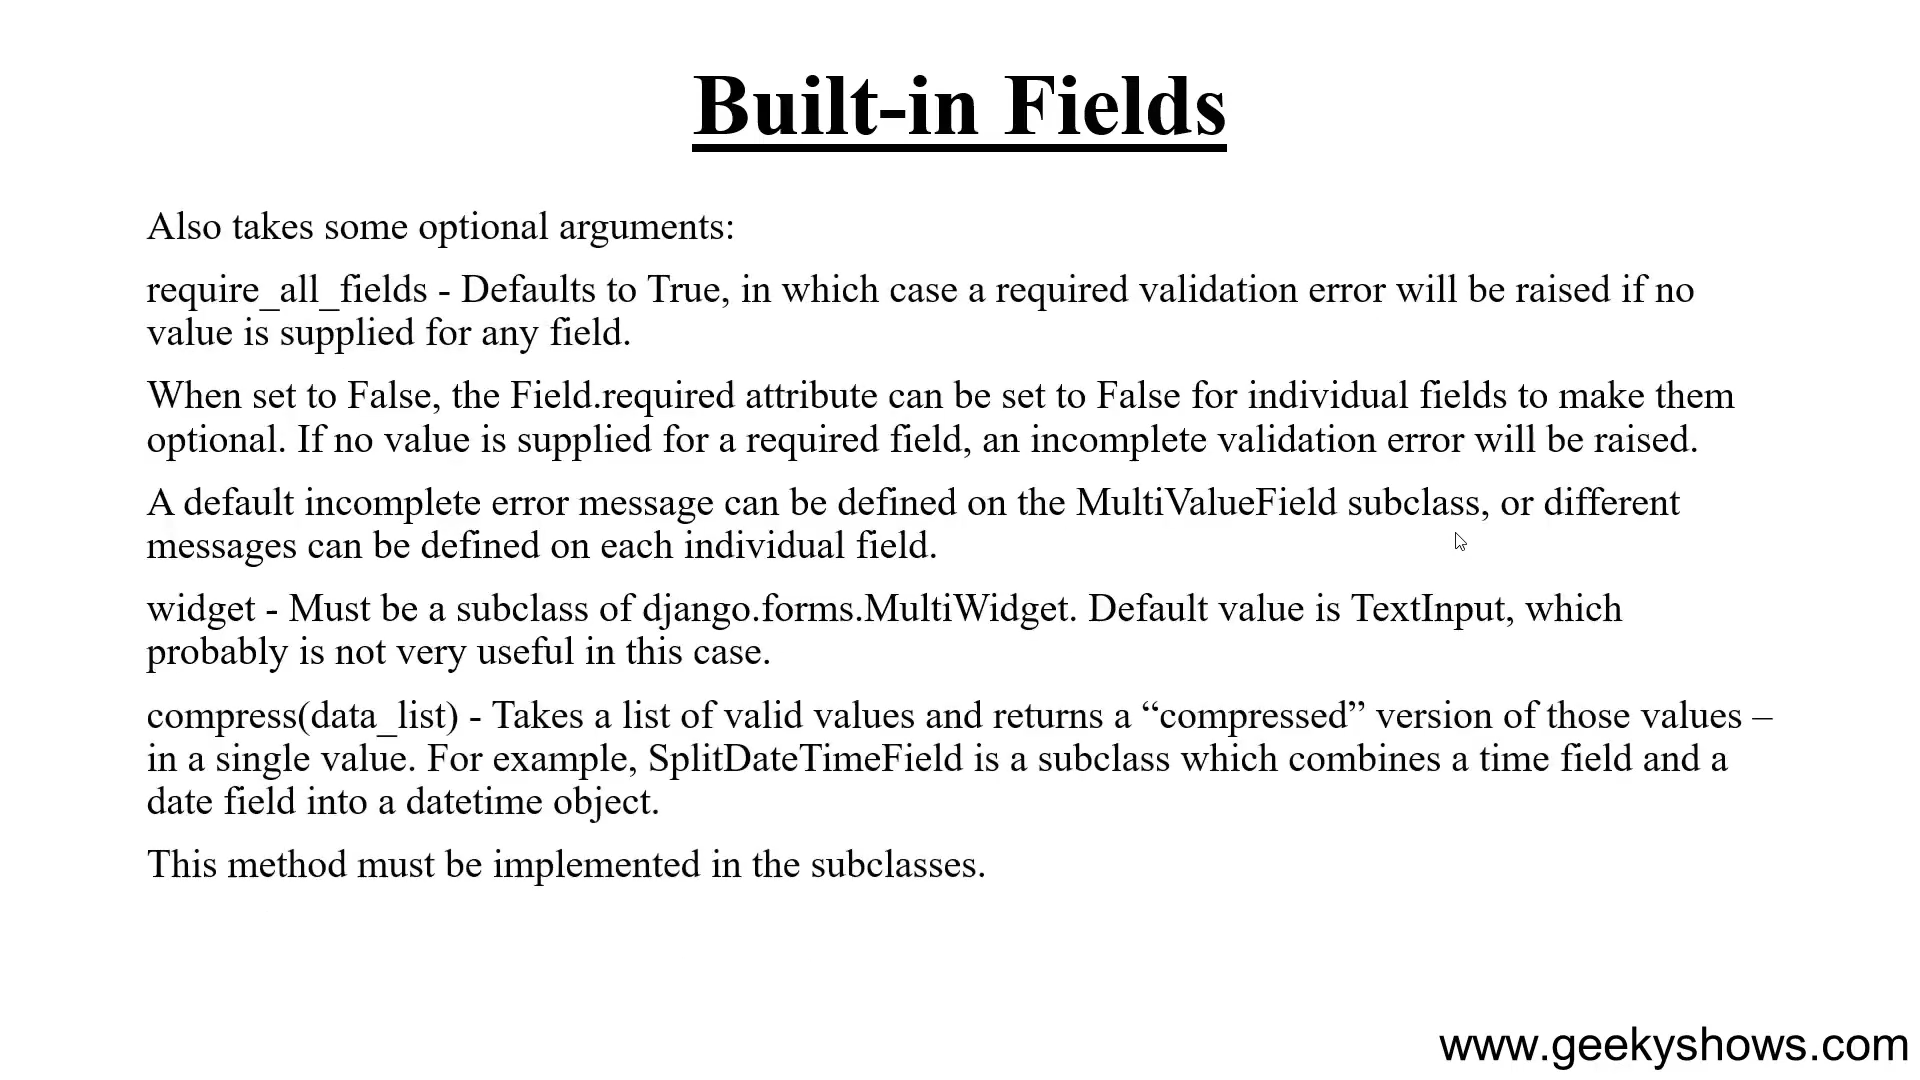 Built-in Fields
Also takes some optional arguments:
require_all_fields - Defaults to True, in which case a required validation error will be raised if no
value is supplied for any field.
When set to False, the Field.required attribute can be set to False for individual fields to make them
optional. If no value is supplied for a required field, an incomplete validation error will be raised.
A default incomplete error message can be defined on the MultiValueField subclass, or different
messages can be defined on each individual field.
widget - Must be a subclass of django.forms.MultiWidget. Default value is TextInput, which
probably is not very useful in this case.
compress(data_list) - Takes a list of valid values and returns a “compressed” version of those values –
in a single value. For example, SplitDateTimeField is a subclass which combines a time field and a
date field into a datetime object.
This method must be implemented in the subclasses.
www.geekyshows.com